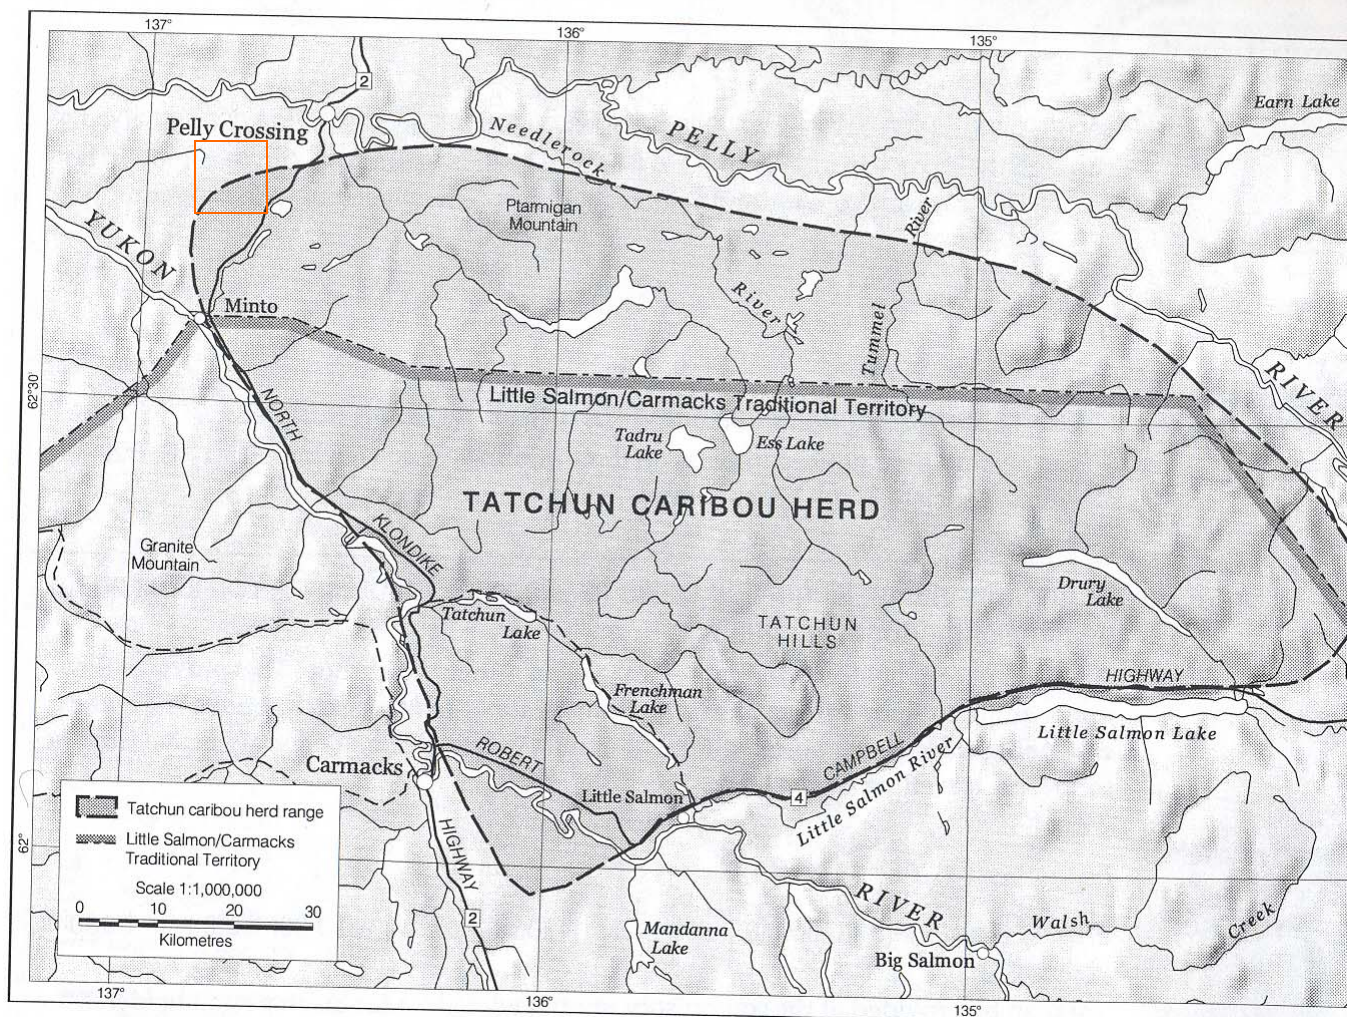 137°
136°
135°
2
Earn Lake
Pelly Crossing
Needlerock
PELLY
Ptarmigan
Mountain
River
YUKON
River
Minto
Tummel
RIVER
62°30'
NORTH
Little Salmon/Carmacks Traditional Territory
Tadru
Lake
Ess Lake
TATCHUN CARIBOU HERD
KLONDIKE
Granite
Mountain
Drury
Lake
Tatchun
Lake
TATCHUN
HILLS
HIGHWAY
Frenchman
Lake
Little Salmon Lake
ROBERT
CAMPBELL
Carmacks
Little Salmon
4
Little Salmon River
Tatchun caribou herd range
Little Salmon/Carmacks
Traditional Territory
Scale 1:1,000,000
0 10 20 30
Kilometres
62°
HIGHWAY
2
RIVER
Mandanna
Lake
Walsh
Creek
Big Salmon
137°
136°
135°